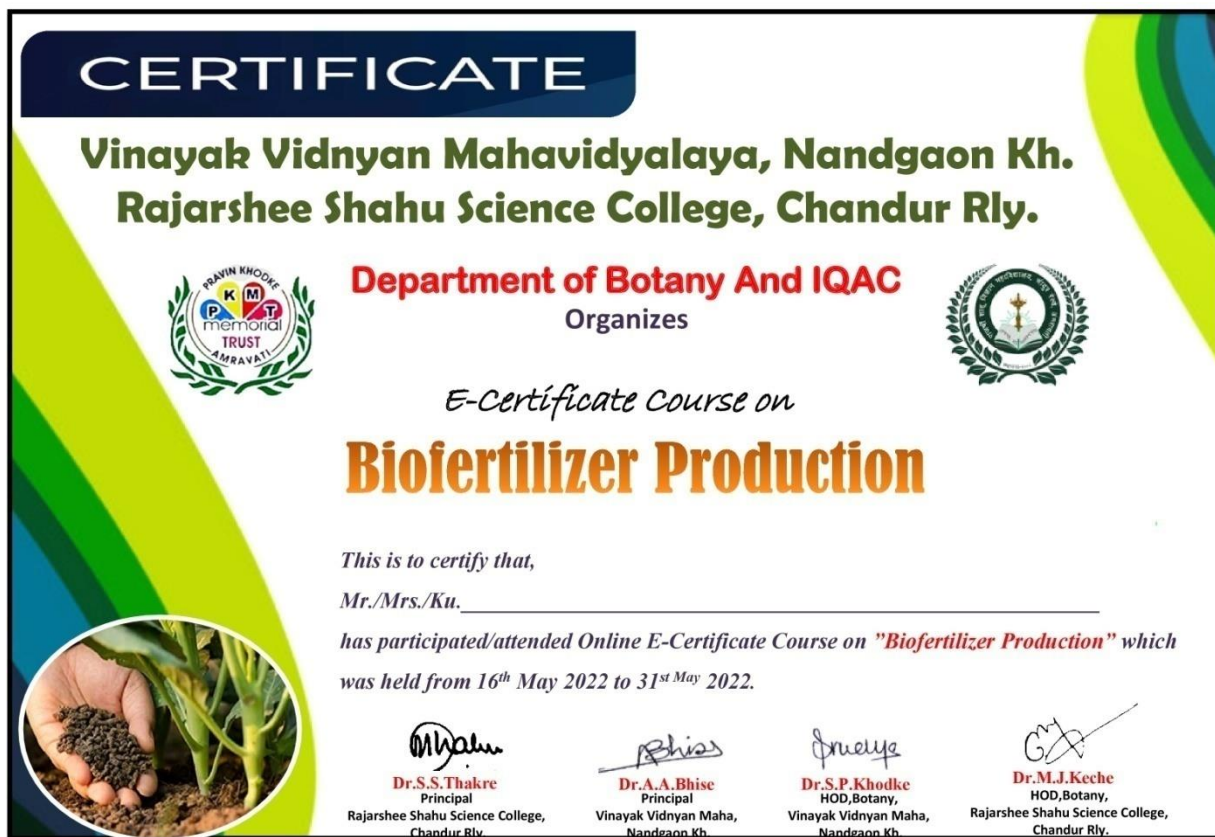 CERTIFICATE
Vinayak Vidnyan Mahavidyalaya, Nandgaon Kh.
Rajarshee Shahu Science College, Chandur Rly.
PRAVIN KHODKE
P K M T
memorial
TRUST
AMRAVATI
Department of Botany And IQAC
Organizes
E-Certificate Course on
Biofertilizer Production
This is to certify that,
Mr./Mrs./Ku.
has participated/attended Online E-Certificate Course on ”Biofertilizer Production” which
was held from 16th May 2022 to 31st May 2022.
Dr.S.S.Thakre
Principal
Rajarshee Shahu Science College,
Chandur Rly.
Dr.A.A.Bhise
Principal
Vinayak Vidnyan Maha,
Nandgaon Kh.
Dr.S.P.Khodke
HOD,Botany,
Vinayak Vidnyan Maha,
Nandgaon Kh.
Dr.M.J.Keche
HOD,Botany,
Rajarshee Shahu Science College,
Chandur Rly.